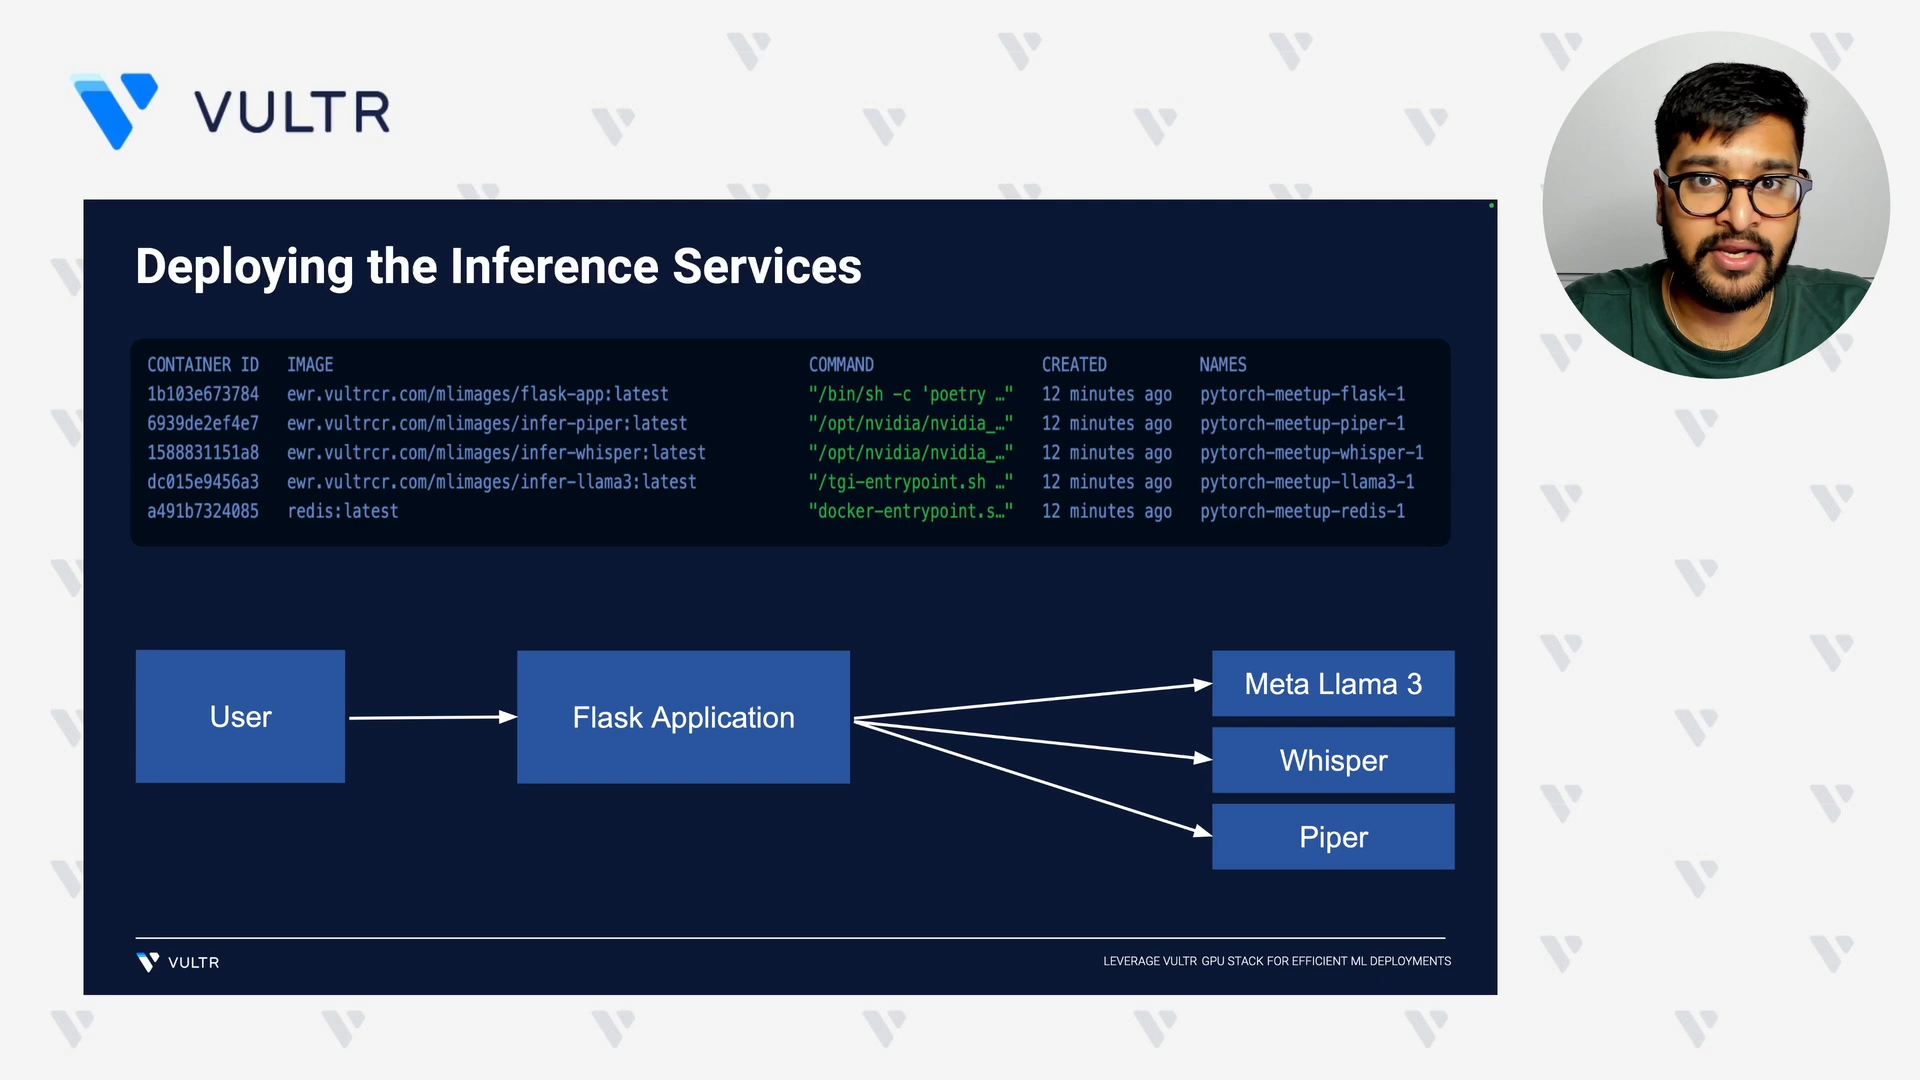 VULTR
Deploying the Inference Services
CONTAINER ID IMAGE COMMAND CREATED NAMES
1b103e673784 ewr.vultrcr.com/mlimages/flask-app:latest "/bin/sh -c 'poetry …" 12 minutes ago pytorch-meetup-flask-1
6939de2ef4e7 ewr.vultrcr.com/mlimages/infer-piper:latest "/opt/nvidia/nvidia_…" 12 minutes ago pytorch-meetup-piper-1
1588831151a8 ewr.vultrcr.com/mlimages/infer-whisper:latest "/opt/nvidia/nvidia_…" 12 minutes ago pytorch-meetup-whisper-1
dc015e9456a3 ewr.vultrcr.com/mlimages/infer-llama3:latest "/tgi-entrypoint.sh …" 12 minutes ago pytorch-meetup-llama3-1
a491b7324085 redis:latest "docker-entrypoint.s…" 12 minutes ago pytorch-meetup-redis-1
User
Flask Application
Meta Llama 3
Whisper
Piper
VULTR
LEVERAGE VULTR GPU STACK FOR EFFICIENT ML DEPLOYMENTS